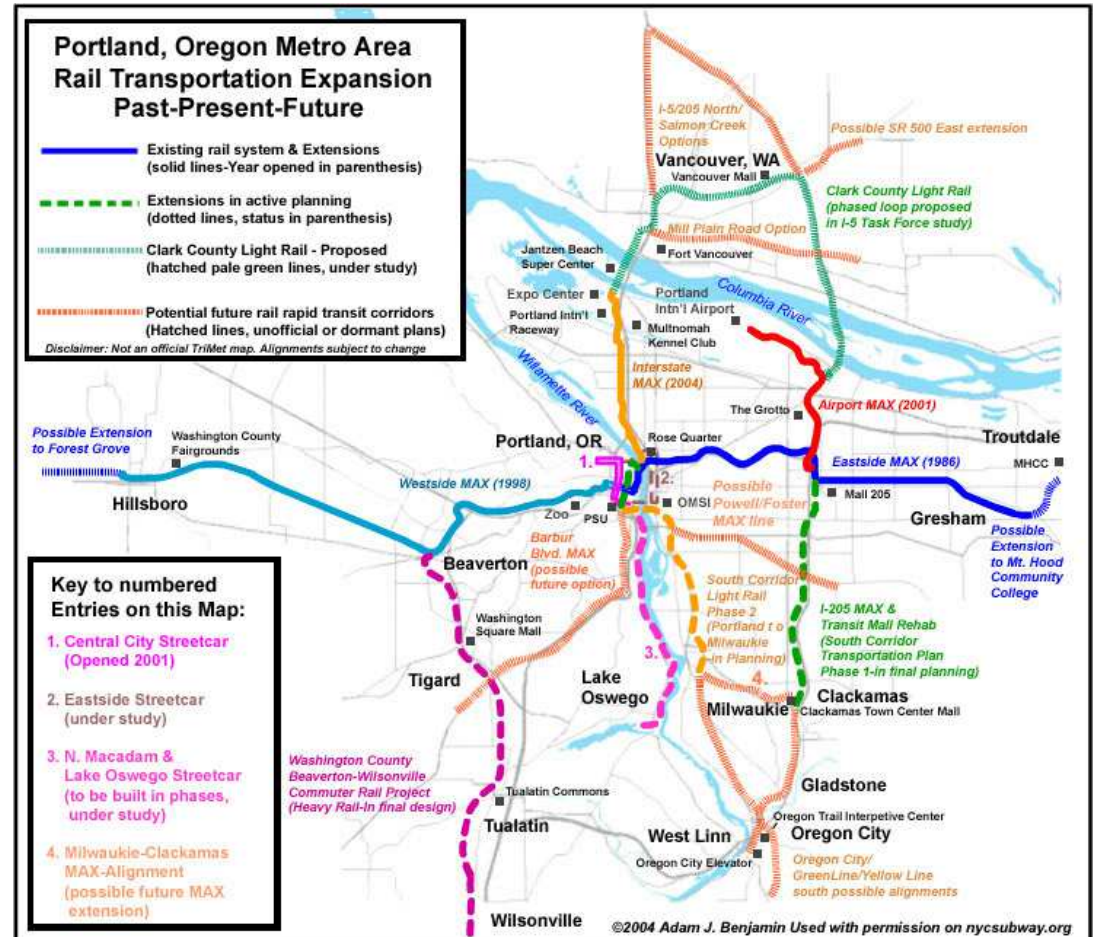 Portland, Oregon Metro Area
Rail Transportation Expansion
Past-Present-Future
Existing rail system & Extensions
(solid lines-Year opened in parenthesis)
Extensions in active planning
(dotted lines, status in parenthesis)
Clark County Light Rail - Proposed
(hatched pale green lines, under study)
Potential future rail rapid transit corridors
(Hatched lines, unofficial or dormant plans)
Disclaimer: Not an official TriMet map. Alignments subject to change
I-5/205 North/
Salmon Creek
Options
Possible SR 500 East extension
Vancouver, WA
Vancouver Mall
Clark County Light Rail
(phased loop proposed
in I-5 Task Force study)
Mill Plain Road Option
Fort Vancouver
Jantzen Beach
Super Center
Expo Center
Portland Intn'l
Raceway
Portland
Intn'l Airport
Columbia River
Multnomah
Kennel Club
Willamette River
Interstate
MAX (2004)
The Grotto
Airport MAX (2001)
Possible Extension
to Forest Grove
Washington County
Fairgrounds
Hillsboro
Westside MAX (1998)
Portland, OR
1.
Rose Quarter
2.
Eastside MAX (1986)
Troutdale
MHCC
Zoo
PSU
OMSI
Possible
Powell/Foster
MAX line
Mall 205
Gresham
Possible
Extension
to Mt. Hood
Community
College
Beaverton
Barbur
Blvd. MAX
(possible
future option)
South Corridor
Light Rail
Phase 2
(Portland t o
Milwaukie
-in Planning)
I-205 MAX &
Transit Mall Rehab
(South Corridor
Transportation Plan
Phase 1-in final planning)
Washington
Square Mall
Tigard
3.
Lake
Oswego
4.
Milwaukie
Clackamas
Clackamas Town Center Mall
Key to numbered
Entries on this Map:
1. Central City Streetcar
(Opened 2001)
2. Eastside Streetcar
(under study)
3. N. Macadam &
Lake Oswego Streetcar
(to be built in phases,
under study)
4. Milwaukie-Clackamas
MAX-Alignment
(possible future MAX
extension)
Washington County
Beaverton-Wilsonville
Commuter Rail Project
(Heavy Rail-In final design)
Tualatin Commons
Tualatin
Gladstone
Oregon Trail Interpetive Center
West Linn
Oregon City
Oregon City Elevator
Oregon City/
GreenLine/Yellow Line
south possible alignments
Wilsonville
©2004 Adam J. Benjamin Used with permission on nycsubway.org